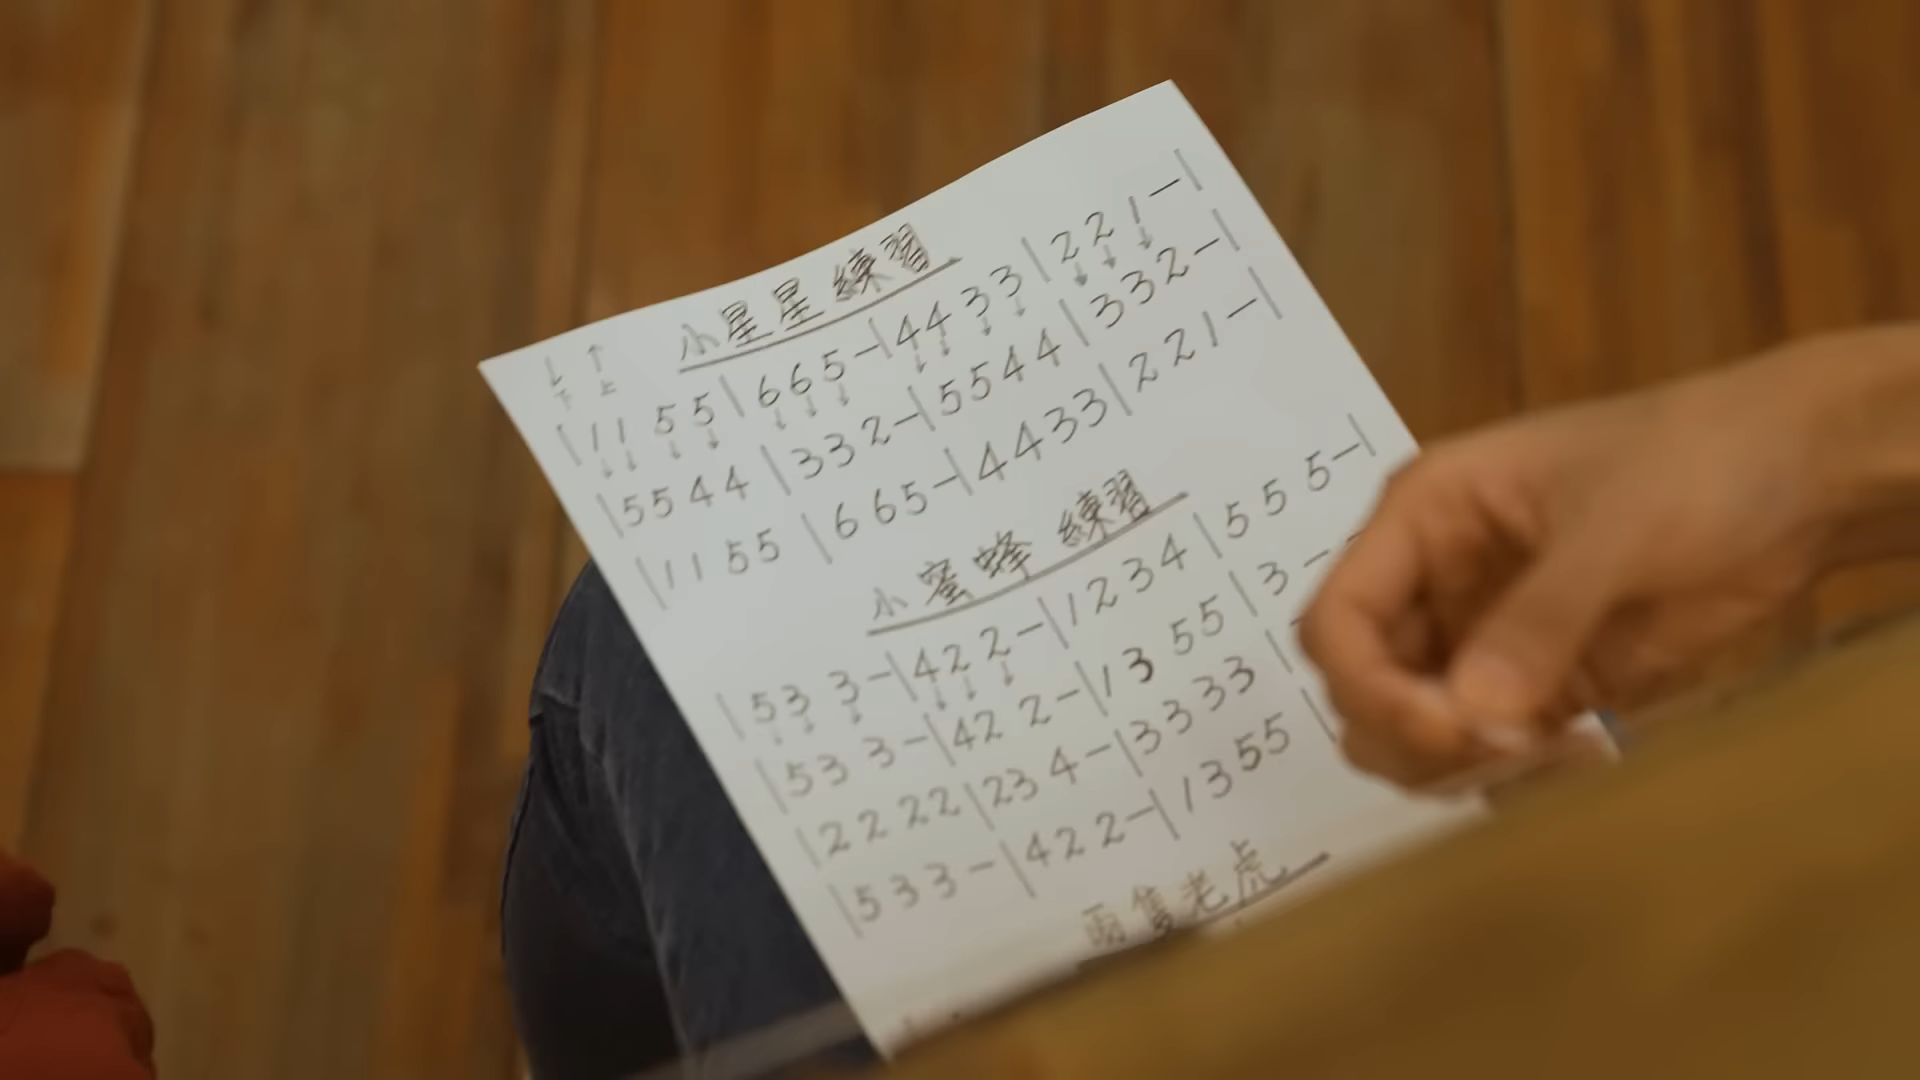 ↓ ↑ 小星星練習
下 上
| 1 1 5 5 | 6 6 5 — | 4 4 3 3 | 2 2 1 — |
↓ ↓ ↓ ↓ ↓ ↓ ↓ ↓ ↓ ↓ ↓ ↓ ↓ ↓
| 5 5 4 4 | 3 3 2 — | 5 5 4 4 | 3 3 2 — |
| 1 1 5 5 | 6 6 5 — | 4 4 3 3 | 2 2 1 — |
小蜜蜂 練習
| 5 3 3 — | 4 2 2 — | 1 2 3 4 | 5 5 5 — |
↓ ↓ ↓ ↓ ↓ ↓
| 5 3 3 — | 4 2 2 — | 1 3 5 5 | 3 — —
| 2 2 2 2 | 2 3 4 — | 3 3 3 3 |
| 5 3 3 — | 4 2 2 — | 1 3 5 5 |
兩隻老虎